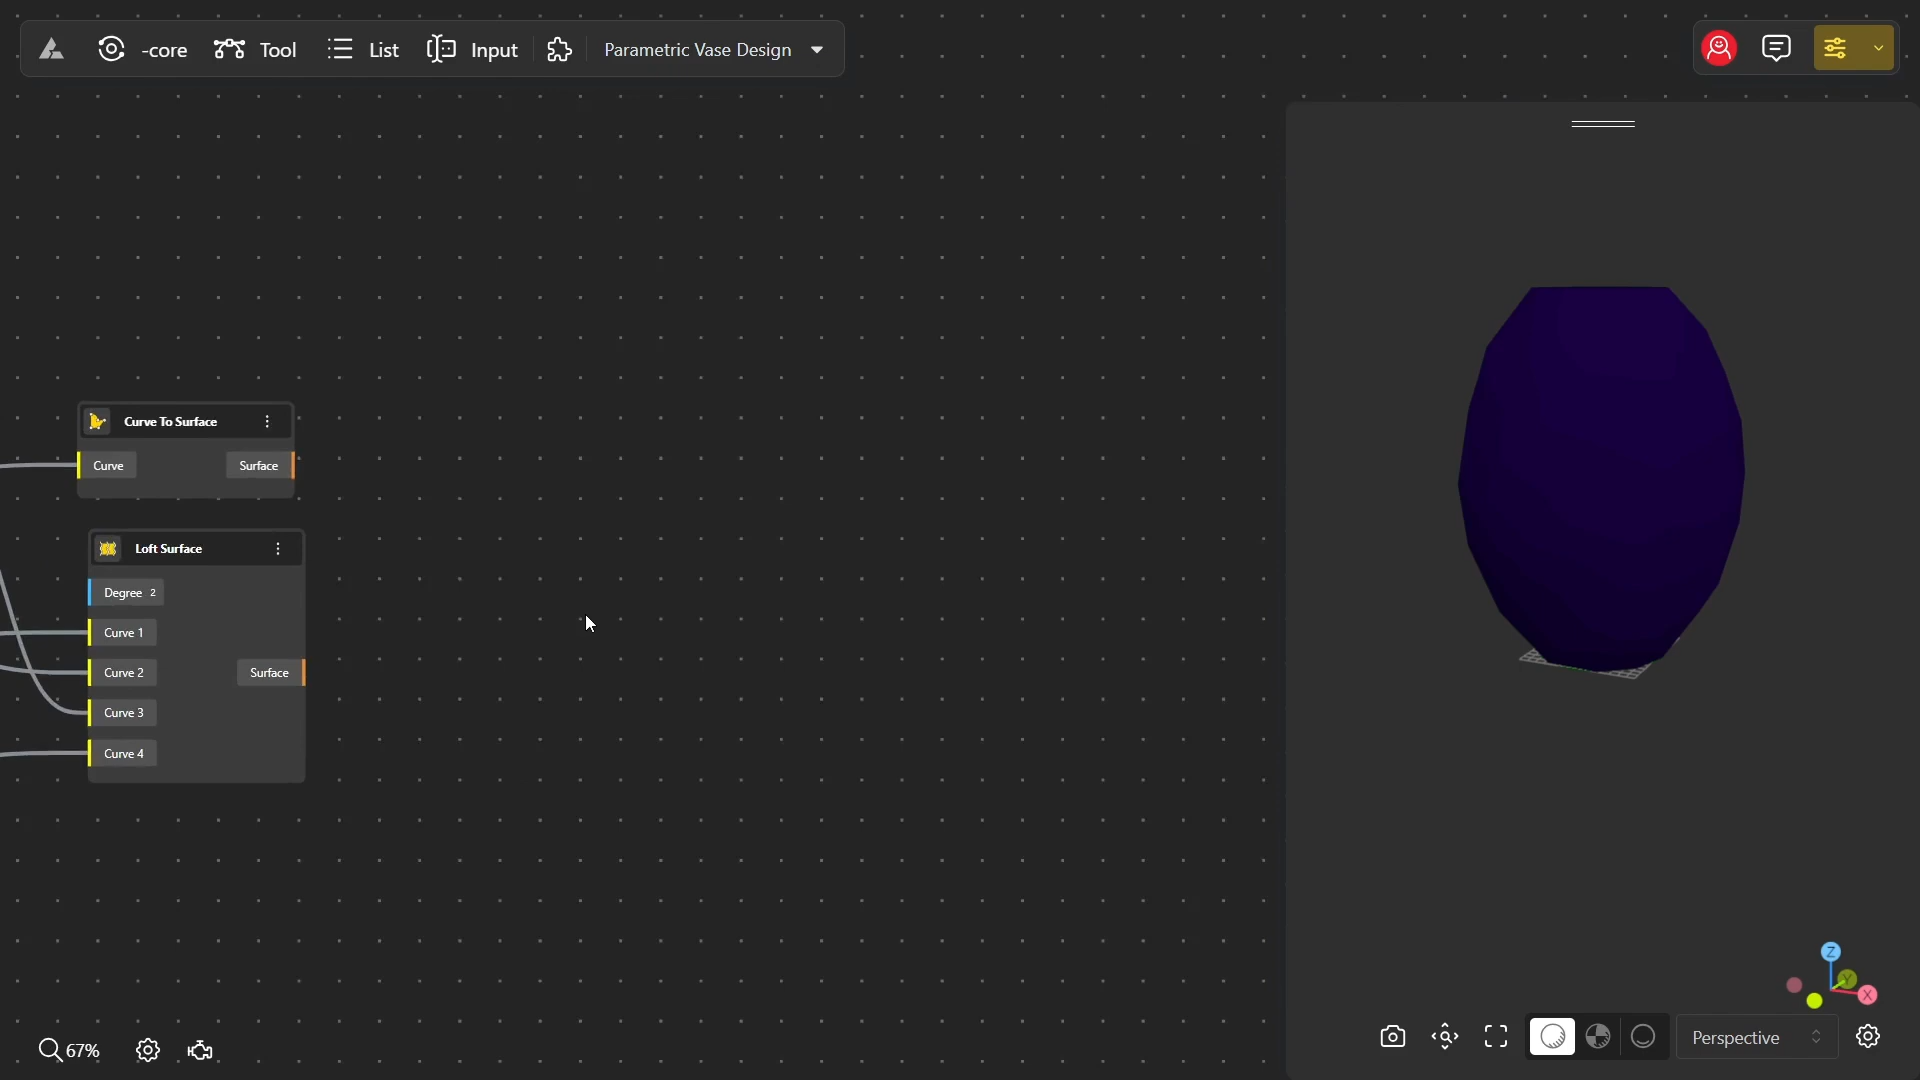 -core
Tool
List
Input
Parametric Vase Design
Curve To Surface
Curve
Surface
Loft Surface
Degree 2
Curve 1
Curve 2
Surface
Curve 3
Curve 4
Z
Y
X
67%
Perspective